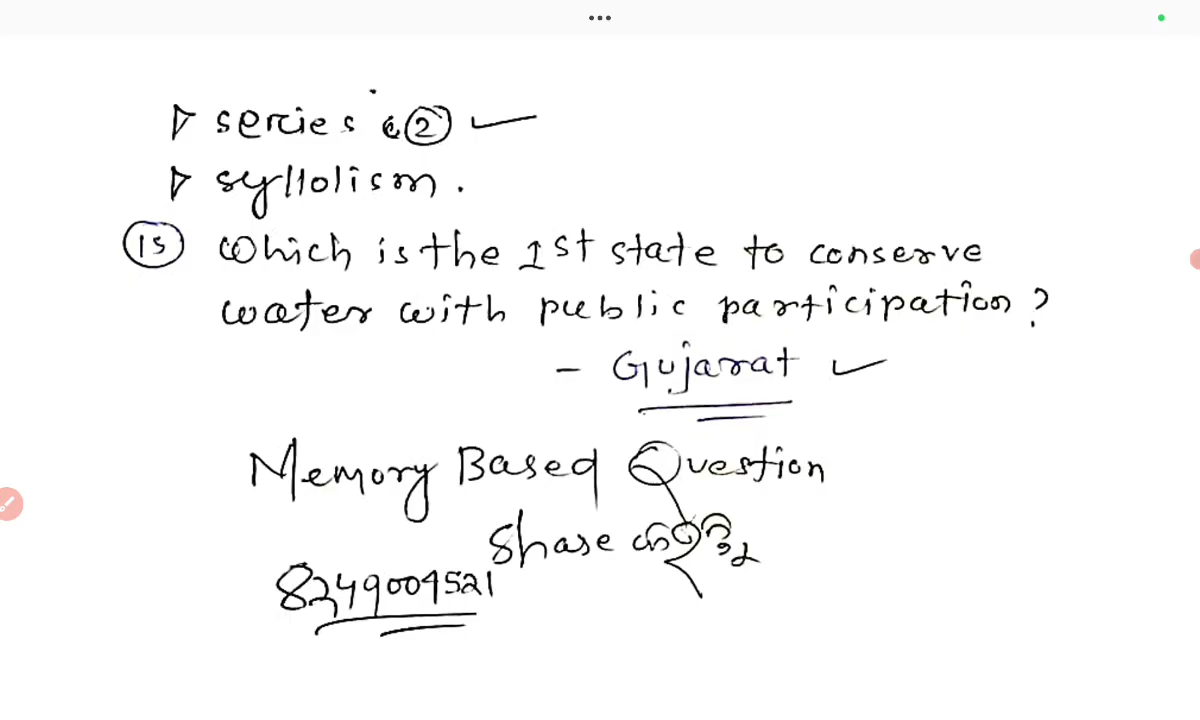 ▷ series ②
▷ syllolism.
15 which is the 1st state to conserve
water with public participation?
- Gujarat
Memory Based Question
share
8249009521